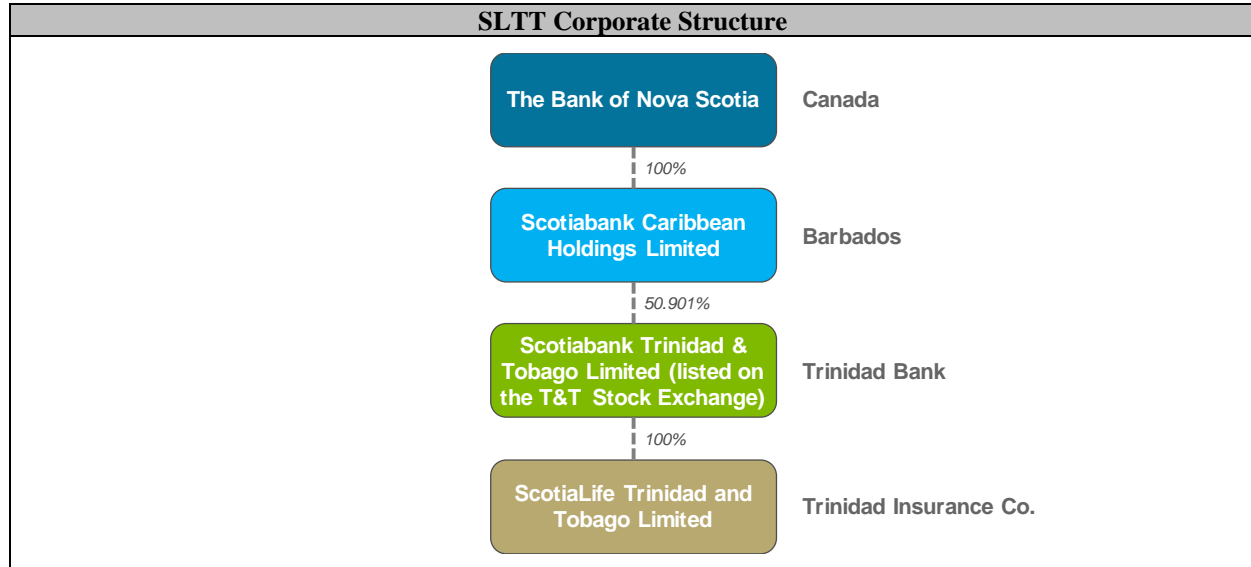 SLTT Corporate Structure
The Bank of Nova Scotia
Canada
100%
Scotiabank Caribbean
Holdings Limited
Barbados
50.901%
Scotiabank Trinidad &
Tobago Limited (listed on
the T&T Stock Exchange)
Trinidad Bank
100%
ScotiaLife Trinidad and
Tobago Limited
Trinidad Insurance Co.